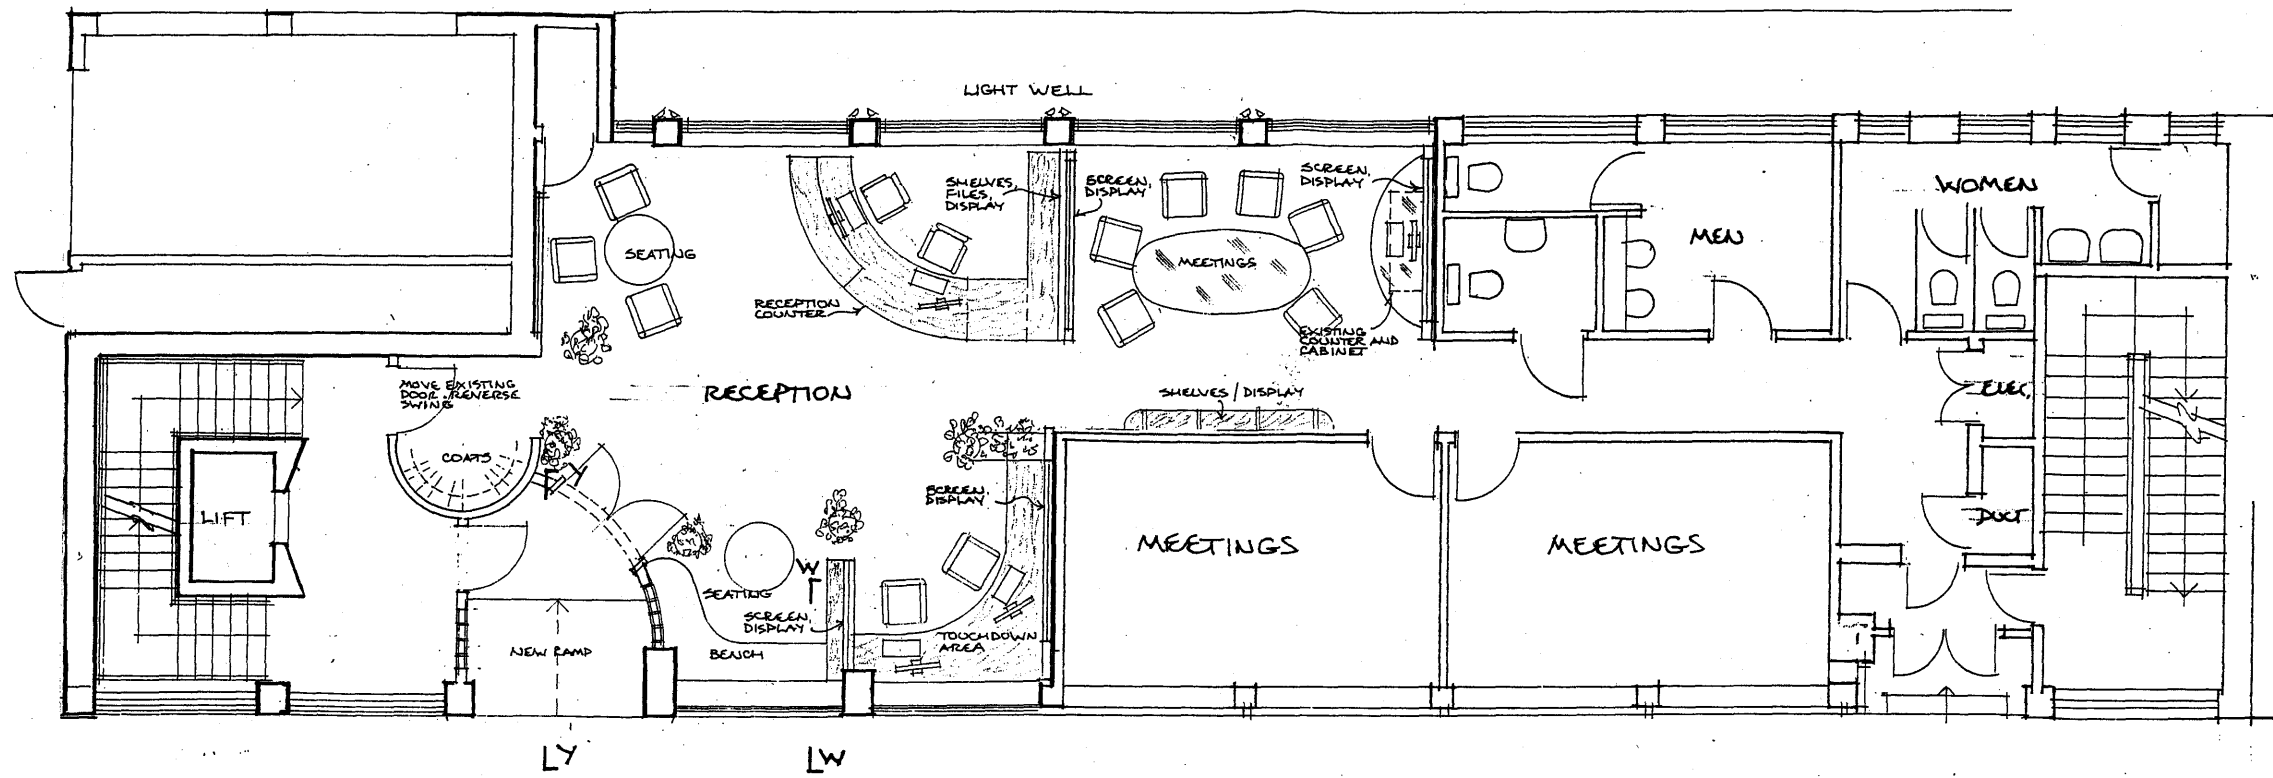 LIGHT WELL
SHELVES,
FILES,
DISPLAY
SCREEN,
DISPLAY
SCREEN,
DISPLAY
WOMEN
MEN
SEATING
MEETINGS
RECEPTION
COUNTER
EXISTING
COUNTER AND
CABINET
MOVE EXISTING
DOOR. REVERSE
SWING
RECEPTION
SHELVES / DISPLAY
ELEC.
COATS
SCREEN,
DISPLAY
LIFT
DUCT
MEETINGS
MEETINGS
W
SEATING
SCREEN,
DISPLAY
TOUCHDOWN
AREA
NEW RAMP
BENCH
Y
W